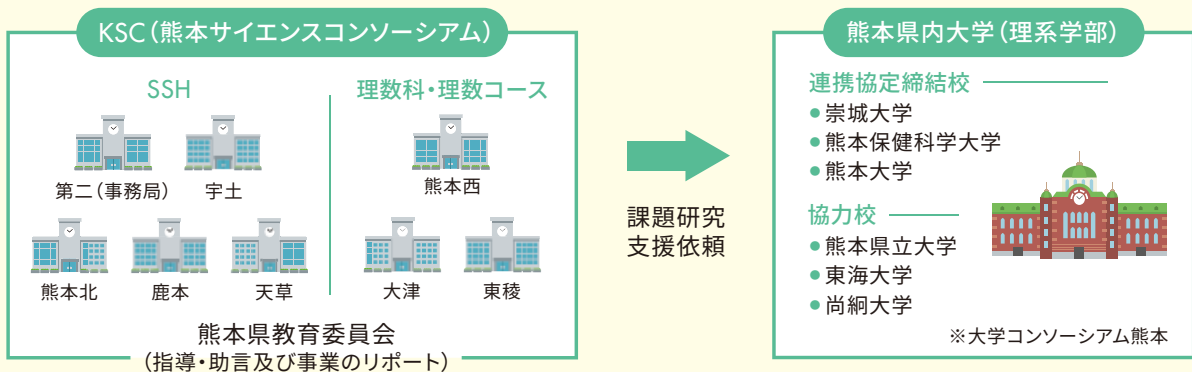 KSC(熊本サイエンスコンソーシアム)
SSH
第二(事務局)
宇土
熊本北
鹿本
天草
理数科・理数コース
熊本西
大津
東稜
熊本県教育委員会
(指導・助言及び事業のリポート)
課題研究
支援依頼
熊本県内大学(理系学部)
連携協定締結校
●崇城大学
●熊本保健科学大学
●熊本大学
協力校
●熊本県立大学
●東海大学
●尚絅大学
※大学コンソーシアム熊本